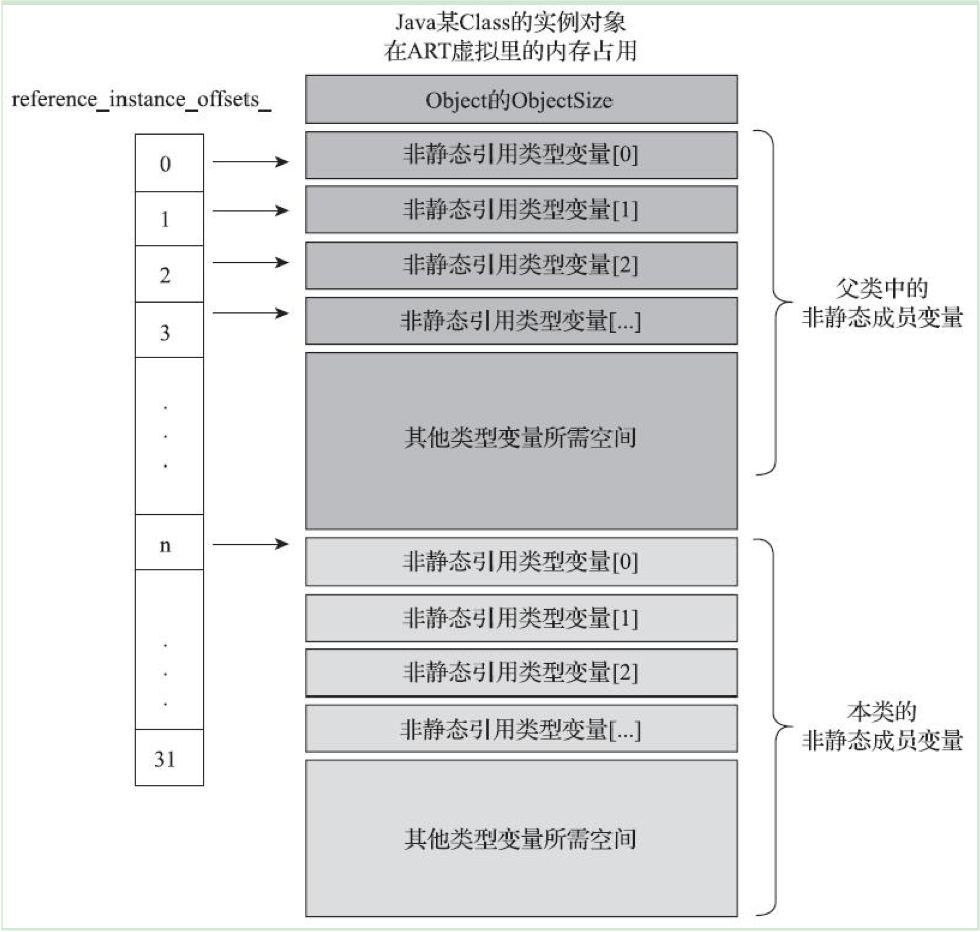 Java某Class的实例对象
在ART虚拟里的内存占用
reference_instance_offsets_
Object的ObjectSize
0
非静态引用类型变量[0]
1
非静态引用类型变量[1]
2
非静态引用类型变量[2]
3
非静态引用类型变量[...]
父类中的
非静态成员变量
.
.
.
其他类型变量所需空间
n
非静态引用类型变量[0]
非静态引用类型变量[1]
.
.
.
非静态引用类型变量[2]
非静态引用类型变量[...]
本类的
非静态成员变量
31
其他类型变量所需空间